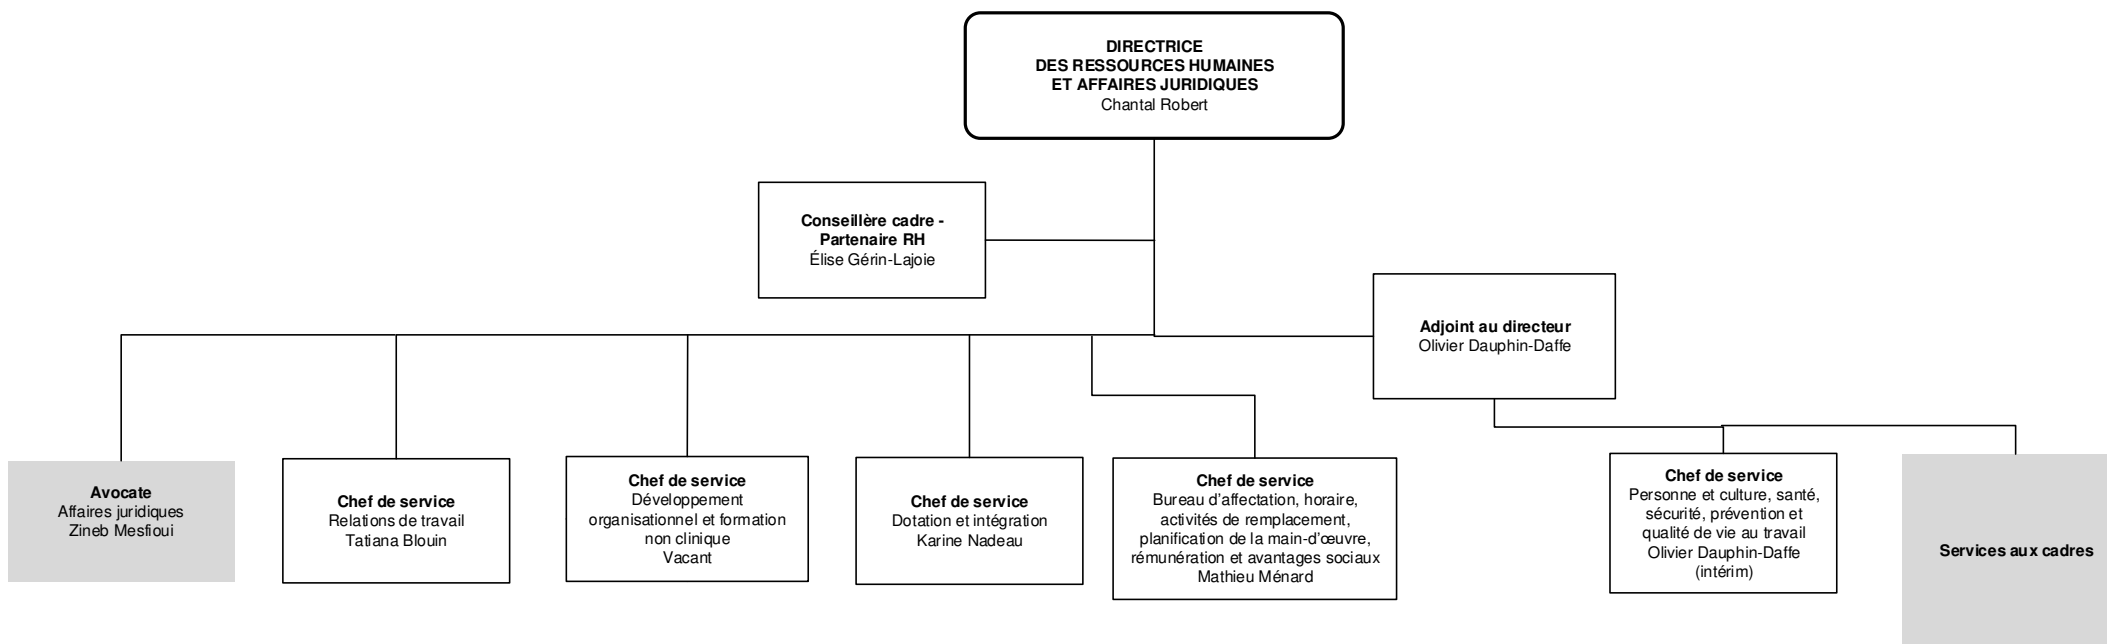 DIRECTRICE
DES RESSOURCES HUMAINES
ET AFFAIRES JURIDIQUES
Chantal Robert
Conseillère cadre -
Partenaire RH
Élise Gérin-Lajoie
Adjoint au directeur
Olivier Dauphin-Daffe
Avocate
Affaires juridiques
Zineb Mesfioui
Chef de service
Relations de travail
Tatiana Blouin
Chef de service
Développement
organisationnel et formation
non clinique
Vacant
Chef de service
Dotation et intégration
Karine Nadeau
Chef de service
Bureau d'affectation, horaire,
activités de remplacement,
planification de la main-d'œuvre,
rémunération et avantages sociaux
Mathieu Ménard
Chef de service
Personne et culture, santé,
sécurité, prévention et
qualité de vie au travail
Olivier Dauphin-Daffe
(intérim)
Services aux cadres